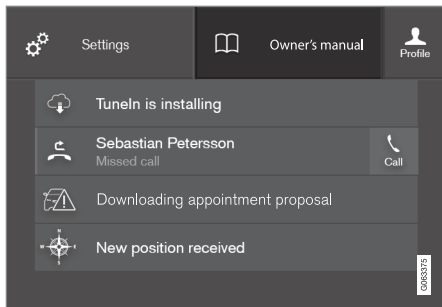 Settings
Owner's manual
Profile
TuneIn is installing
Sebastian Petersson
Missed call
Call
Downloading appointment proposal
New position received
G063375